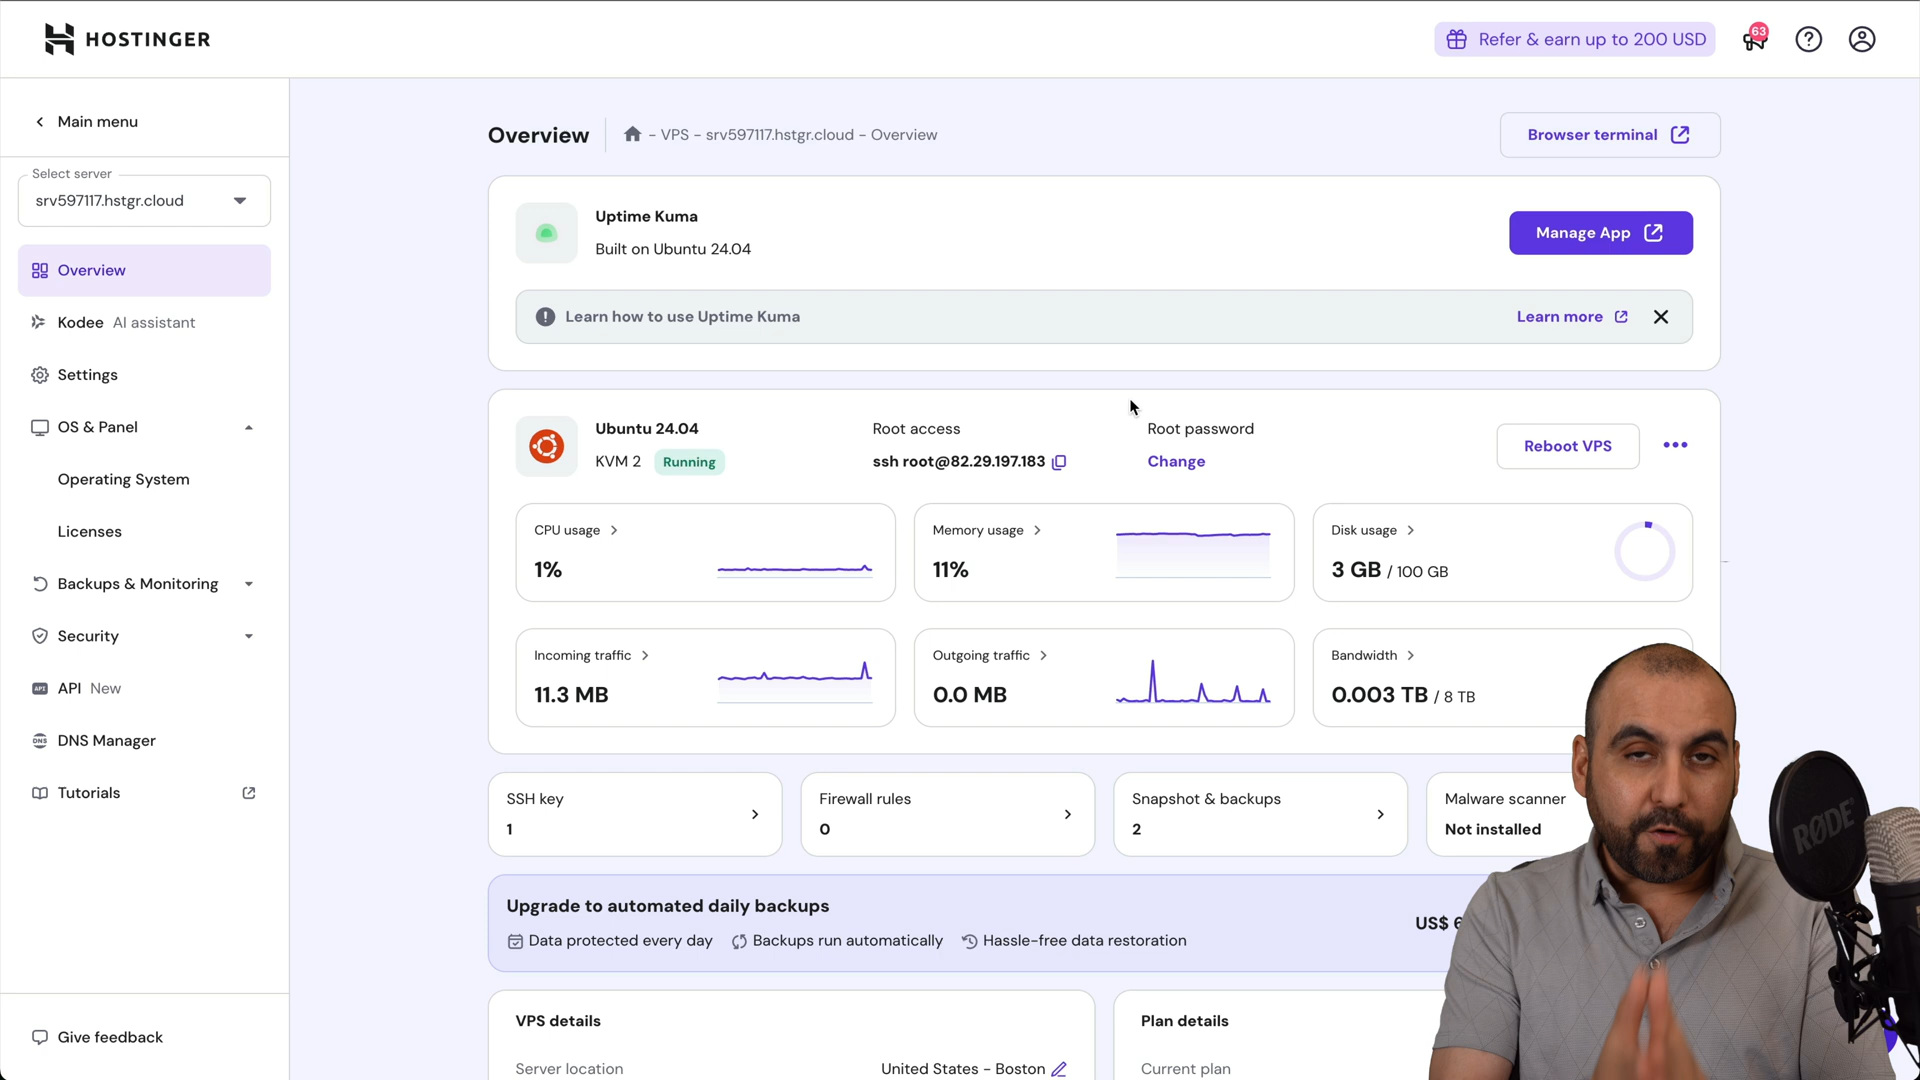 HOSTINGER
Refer & earn up to 200 USD
63
Main menu
Select server
srv597117.hstgr.cloud
Overview
Kodee AI assistant
Settings
OS & Panel
Operating System
Licenses
Backups & Monitoring
Security
API New
DNS Manager
Tutorials
Give feedback
Overview
- VPS - srv597117.hstgr.cloud - Overview
Browser terminal
Uptime Kuma
Built on Ubuntu 24.04
Manage App
Learn how to use Uptime Kuma
Learn more
Ubuntu 24.04
KVM 2 Running
Root access
ssh root@82.29.197.183
Root password
Change
Reboot VPS
CPU usage
1%
Memory usage
11%
Disk usage
3 GB / 100 GB
Incoming traffic
11.3 MB
Outgoing traffic
0.0 MB
Bandwidth
0.003 TB / 8 TB
SSH key
1
Firewall rules
0
Snapshot & backups
2
Malware scanner
Not installed
Upgrade to automated daily backups
Data protected every day Backups run automatically Hassle-free data restoration
US$
VPS details
Server location
United States - Boston
Plan details
Current plan
RØDE